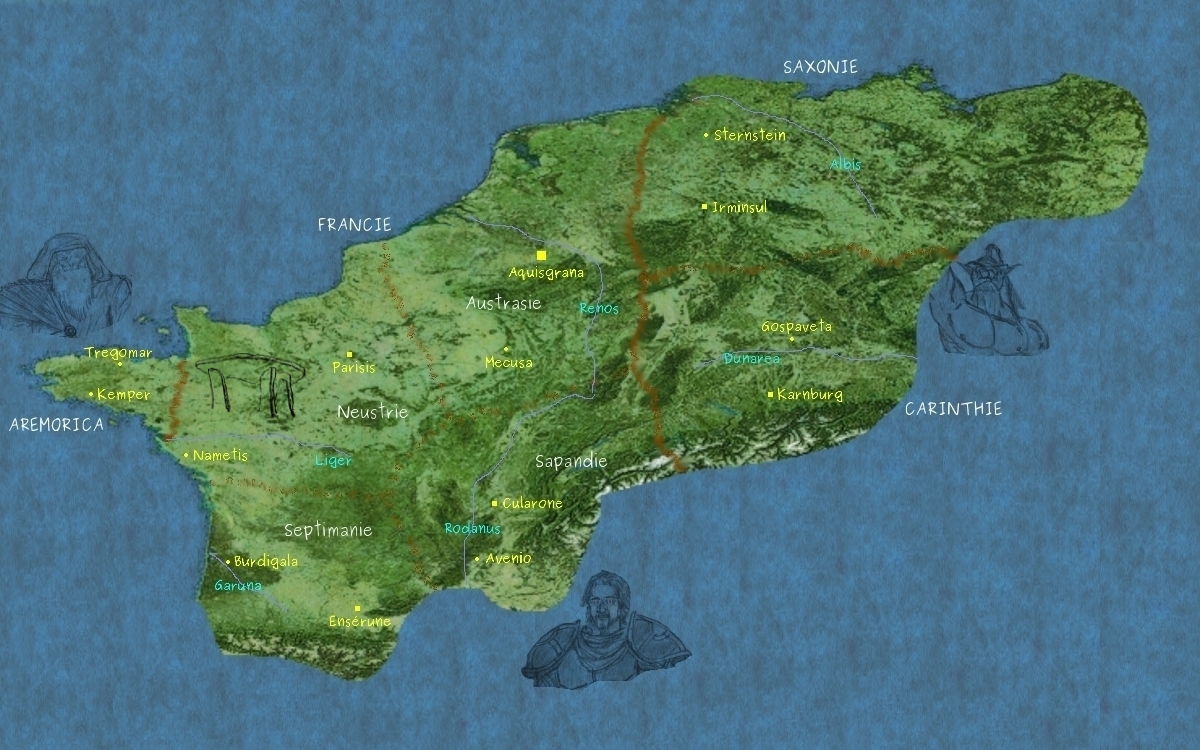 SAXONIE
Sternstein
Albis
Irminsul
FRANCIE
Aquisgrana
Austrasie
Renos
Gospaveta
Tregomar
Parisis
Mecusa
Dunarea
Kemper
Karnburg
Neustrie
CARINTHIE
AREMORICA
Nametis
Liger
Sapandie
Cularone
Septimanie
Rodanus
Burdigala
Avenio
Garuna
Ensérune